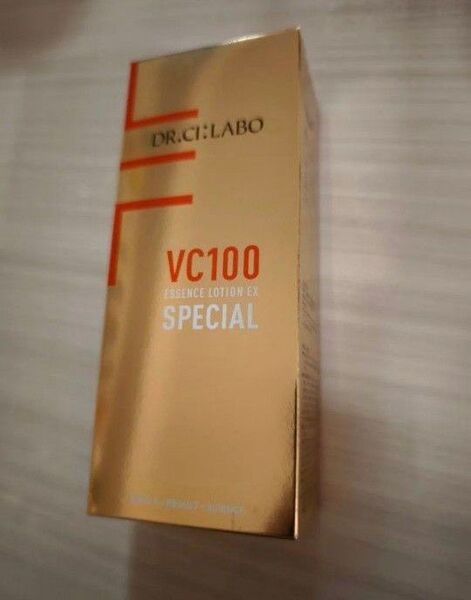 DR.CI:LABO
VC100
ESSENCE LOTION EX
SPECIAL